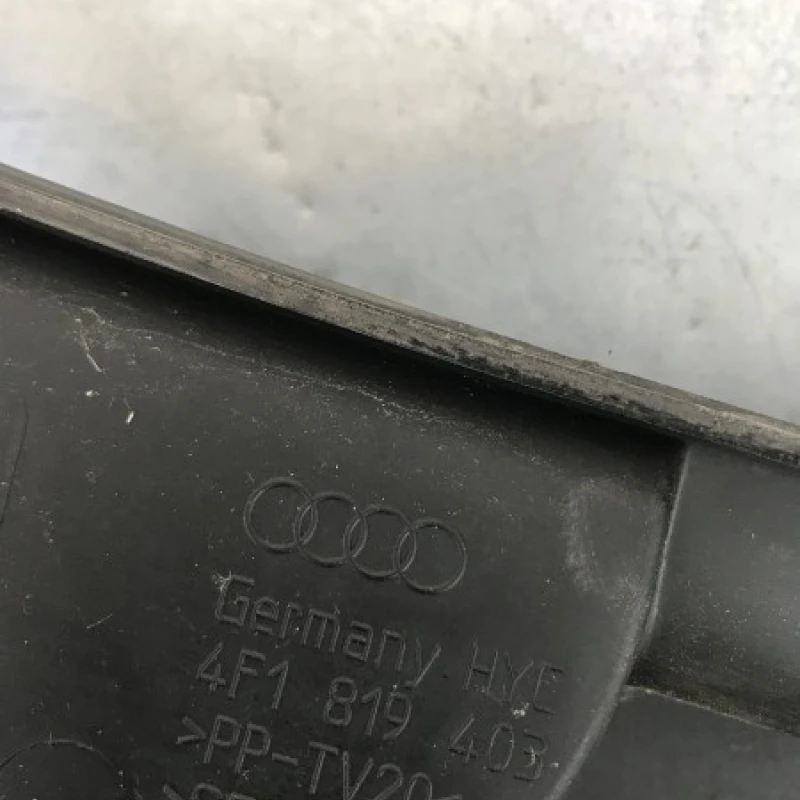 Germany HYE
4F1 819 403
>PP-TV20<